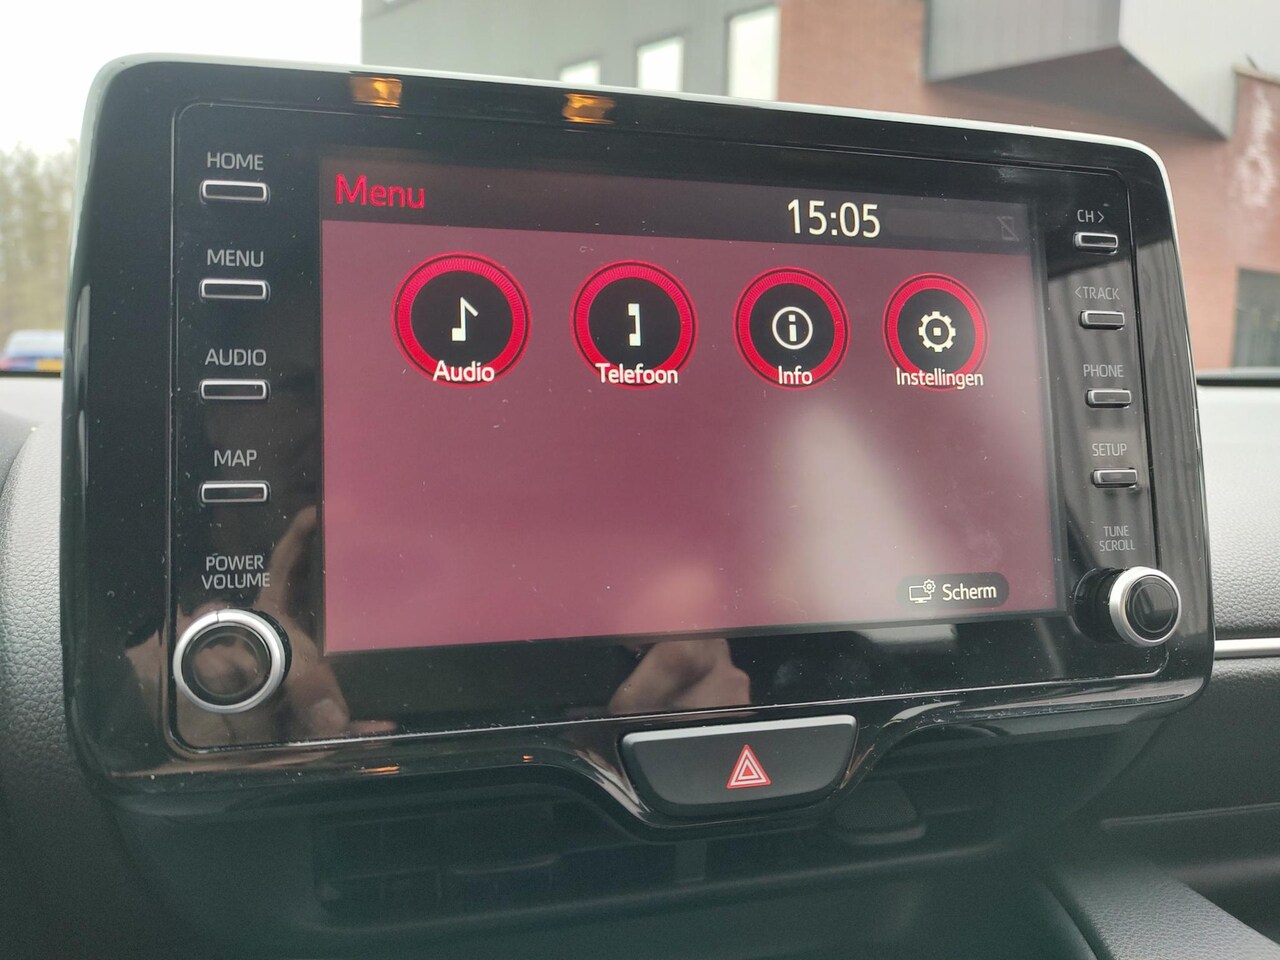 HOME
MENU
AUDIO
MAP
POWER
VOLUME
Menu
15:05
Audio
Telefoon
Info
Instellingen
Scherm
CH >
< TRACK
PHONE
SETUP
TUNE
SCROLL